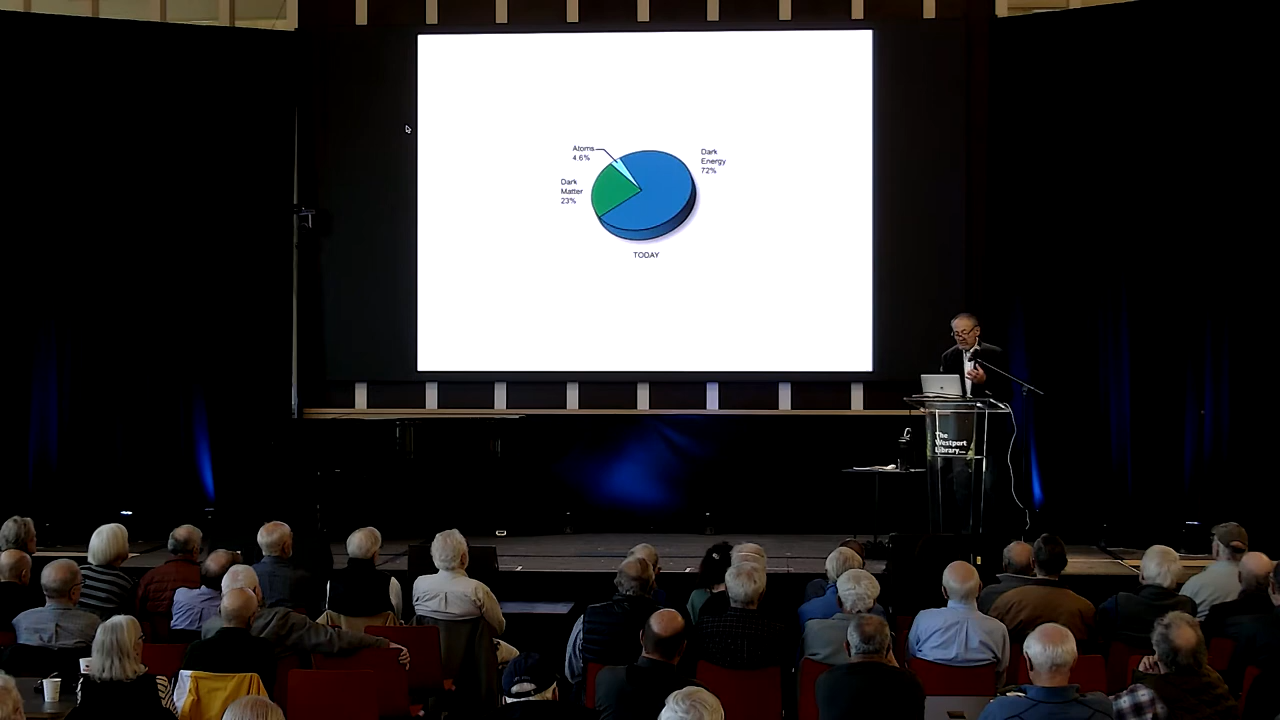 Atoms
4.6%
Dark
Energy
72%
Dark
Matter
23%
TODAY
The
Westport
Library